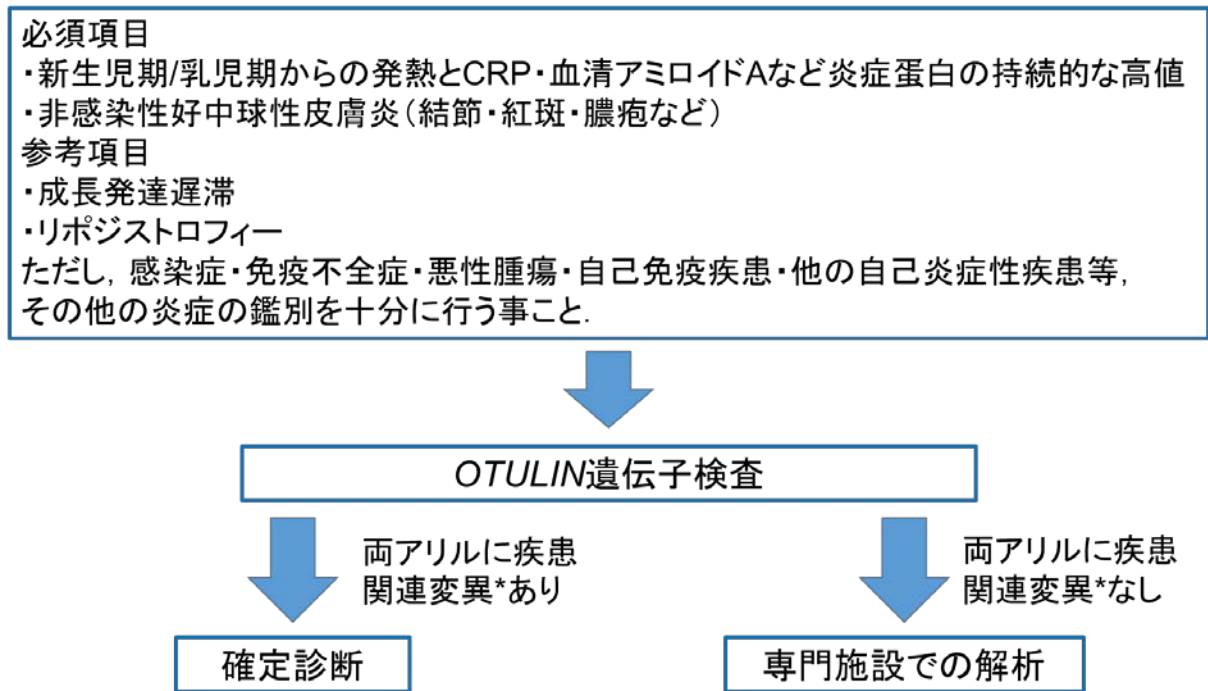 必須項目
・新生児期/乳児期からの発熱とCRP・血清アミロイドAなど炎症蛋白の持続的な高値
・非感染性好中球性皮膚炎(結節・紅斑・膿疱など)
参考項目
・成長発達遅滞
・リポジストロフィー
ただし, 感染症・免疫不全症・悪性腫瘍・自己免疫疾患・他の自己炎症性疾患等,
その他の炎症の鑑別を十分に行う事こと.
OTULIN遺伝子検査
両アリルに疾患
関連変異*あり
両アリルに疾患
関連変異*なし
確定診断
専門施設での解析